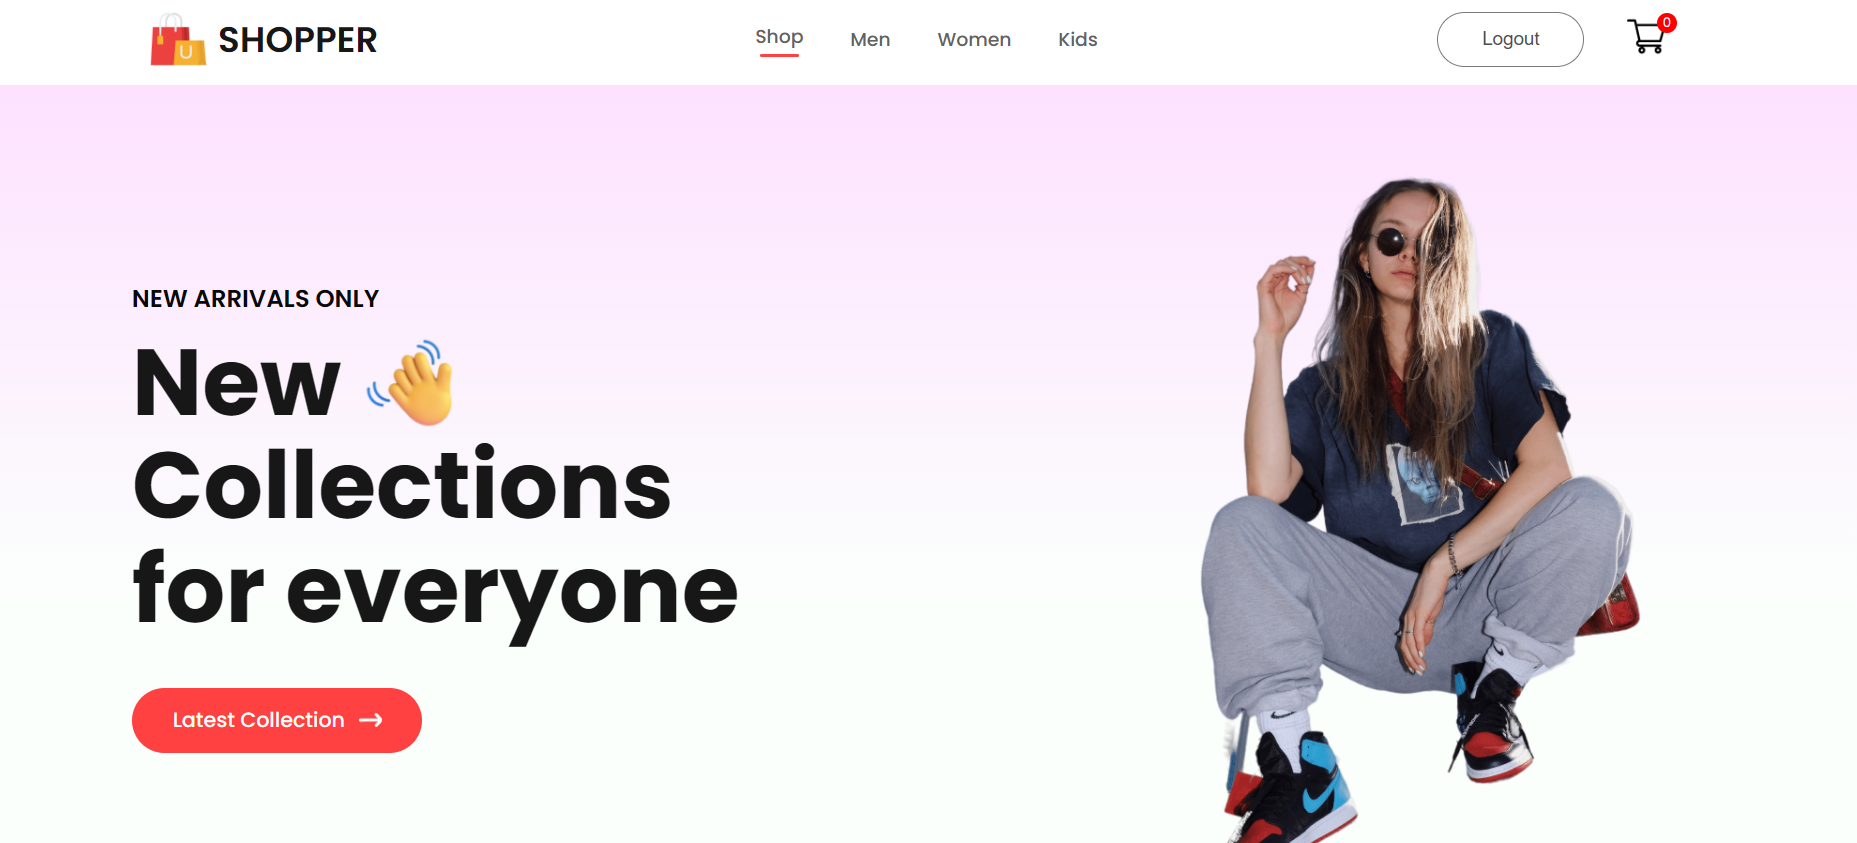 U
SHOPPER
Shop
Men
Women
Kids
Logout
0
NEW ARRIVALS ONLY
New 👋
Collections
for everyone
Latest Collection →